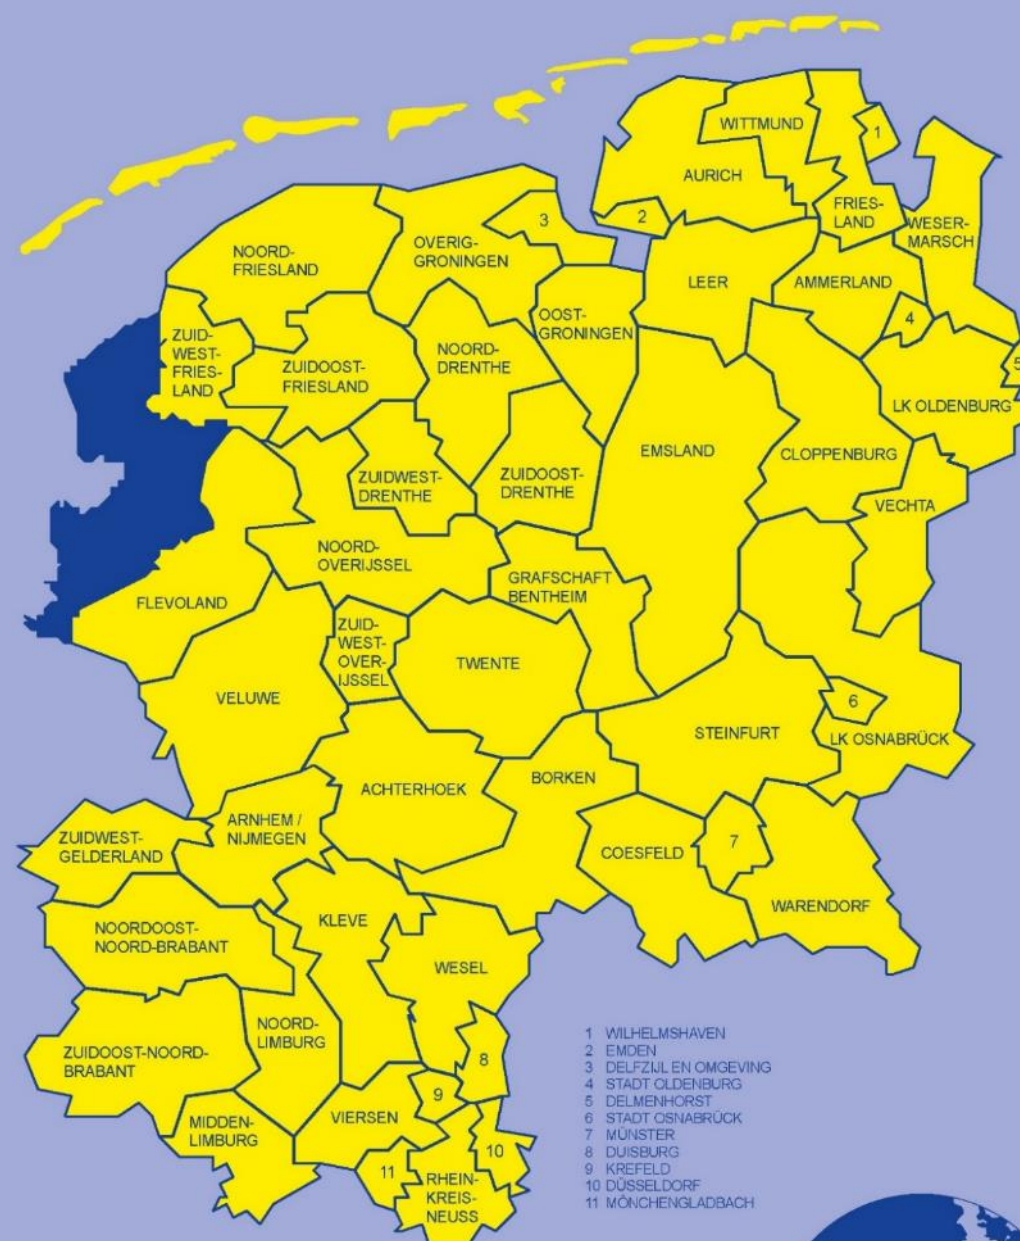 WITTMUND
1
AURICH
2
3
FRIES-
LAND
WESER-
MARSCH
NOORD-
FRIESLAND
OVERIG-
GRONINGEN
LEER
AMMERLAND
4
OOST-
GRONINGEN
ZUID-
WEST-
FRIES-
LAND
ZUIDOOST-
FRIESLAND
NOORD-
DRENTHE
5
LK OLDENBURG
EMSLAND
CLOPPENBURG
ZUIDWEST-
DRENTHE
ZUIDOOST-
DRENTHE
VECHTA
NOORD-
OVERIJSSEL
GRAFSCHAFT
BENTHEIM
FLEVOLAND
ZUID-
WEST-
OVER-
IJSSEL
TWENTE
VELUWE
6
STEINFURT
LK OSNABRÜCK
ACHTERHOEK
BORKEN
ZUIDWEST-
GELDERLAND
ARNHEM /
NIJMEGEN
COESFELD
7
WARENDORF
NOORDOOST-
NOORD-BRABANT
KLEVE
WESEL
ZUIDOOST-NOORD-
BRABANT
NOORD-
LIMBURG
8
9
MIDDEN-
LIMBURG
VIERSEN
10
11
RHEIN-
KREIS-
NEUSS
1 WILHELMSHAVEN
2 EMDEN
3 DELFZIJL EN OMGEVING
4 STADT OLDENBURG
5 DELMENHORST
6 STADT OSNABRÜCK
7 MÜNSTER
8 DUISBURG
9 KREFELD
10 DÜSSELDORF
11 MÖNCHENGLADBACH